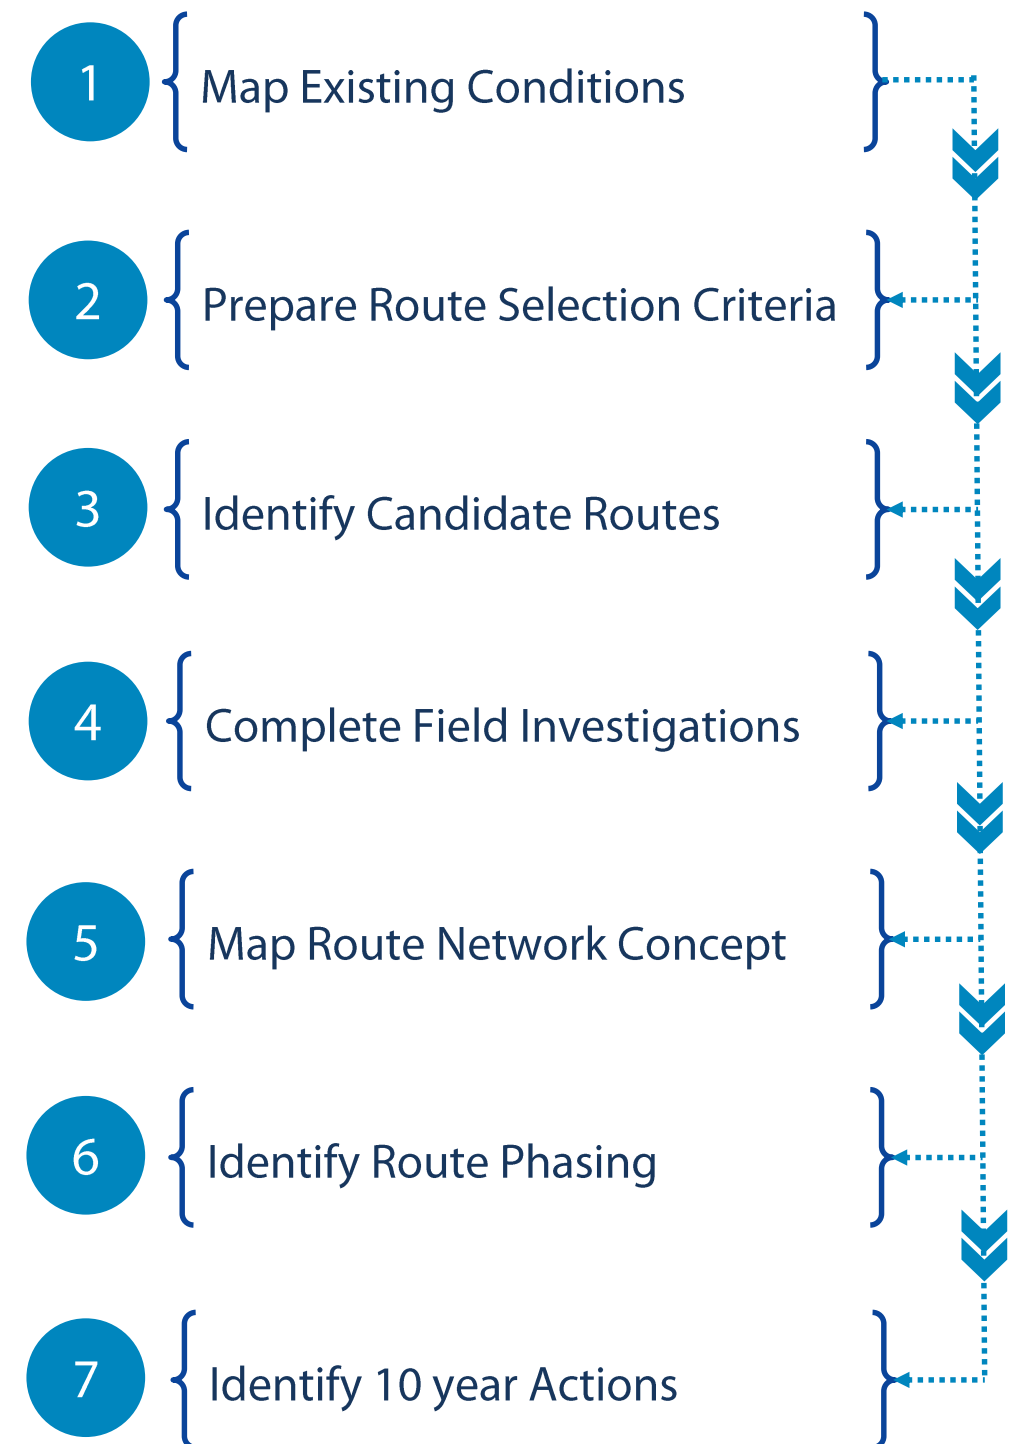 1
Map Existing Conditions
2
Prepare Route Selection Criteria
3
Identify Candidate Routes
4
Complete Field Investigations
5
Map Route Network Concept
6
Identify Route Phasing
7
Identify 10 year Actions